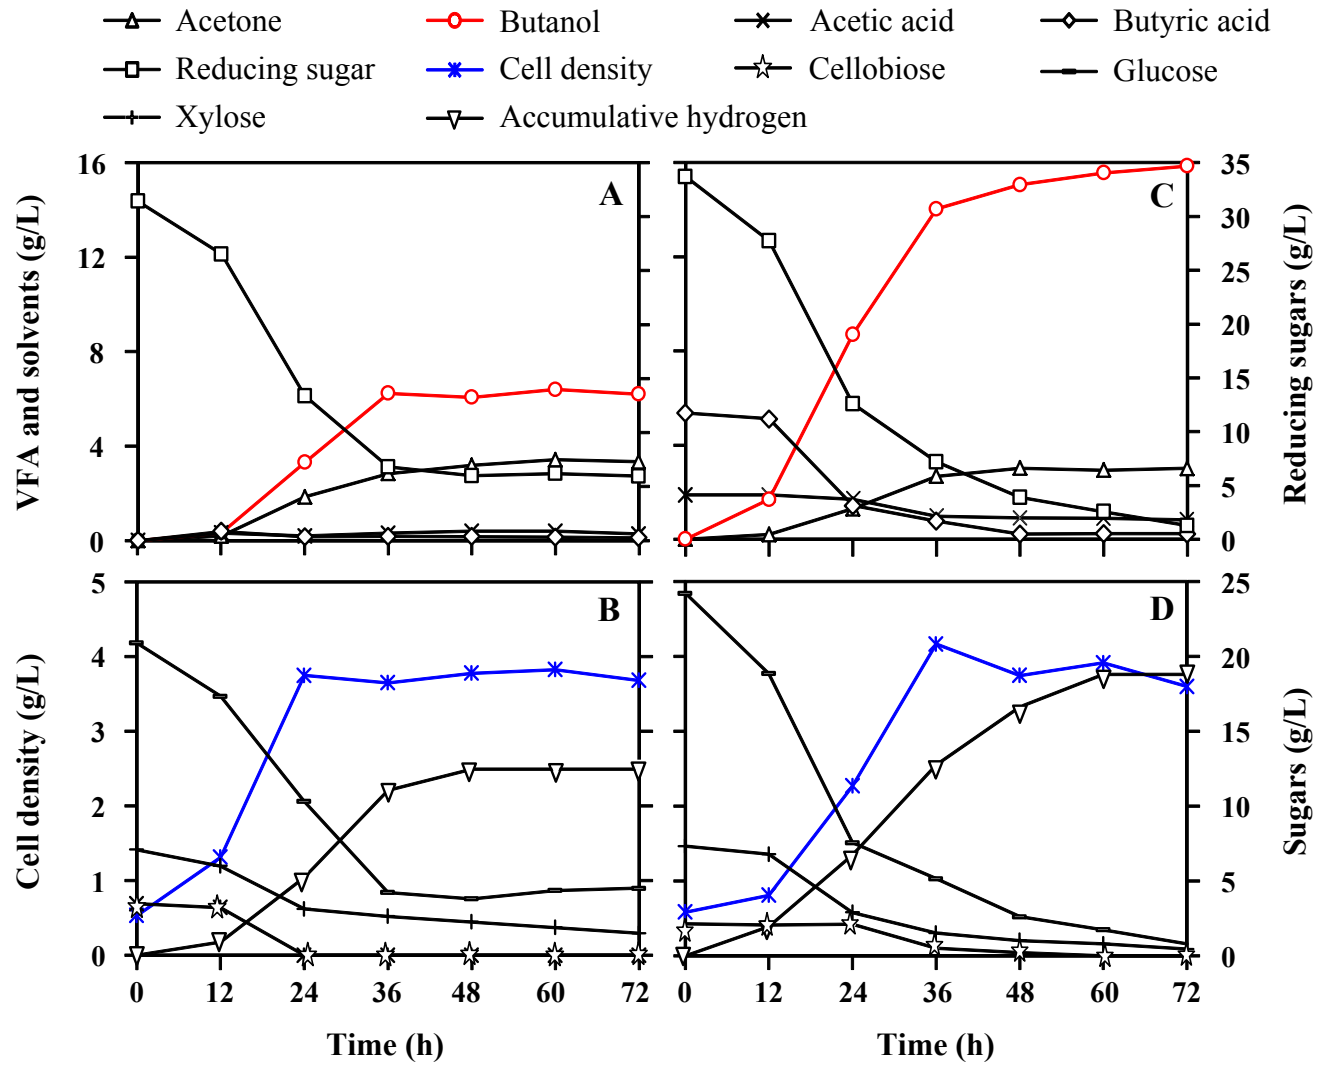 Acetone Butanol Acetic acid Butyric acid
Reducing sugar Cell density Cellobiose Glucose
Xylose Accumulative hydrogen
VFA and solvents (g/L)
16
12
8
4
0
A
C
35
30
25
20
15
10
5
0
Reducing sugars (g/L)
Cell density (g/L)
5
4
3
2
1
0
B
D
25
20
15
10
5
0
Sugars (g/L)
0 12 24 36 48 60 72
0 12 24 36 48 60 72
Time (h)
Time (h)